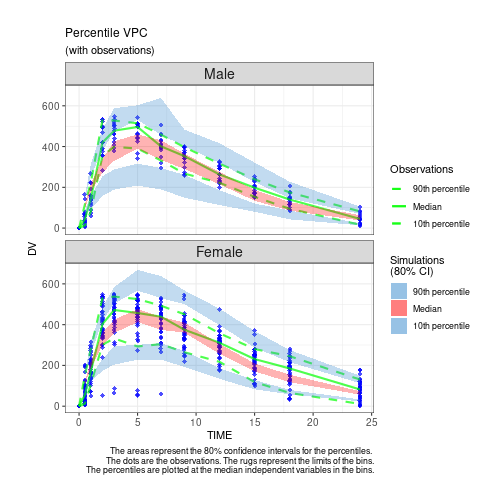 Percentile VPC
(with observations)
Male
600
400
200
0
Female
600
400
200
0
DV
0
5
10
15
20
25
TIME
Observations
90th percentile
Median
10th percentile
Simulations
(80% CI)
90th percentile
Median
10th percentile
The areas represent the 80% confidence intervals for the percentiles.
The dots are the observations. The rugs represent the limits of the bins.
The percentiles are plotted at the median independent variables in the bins.